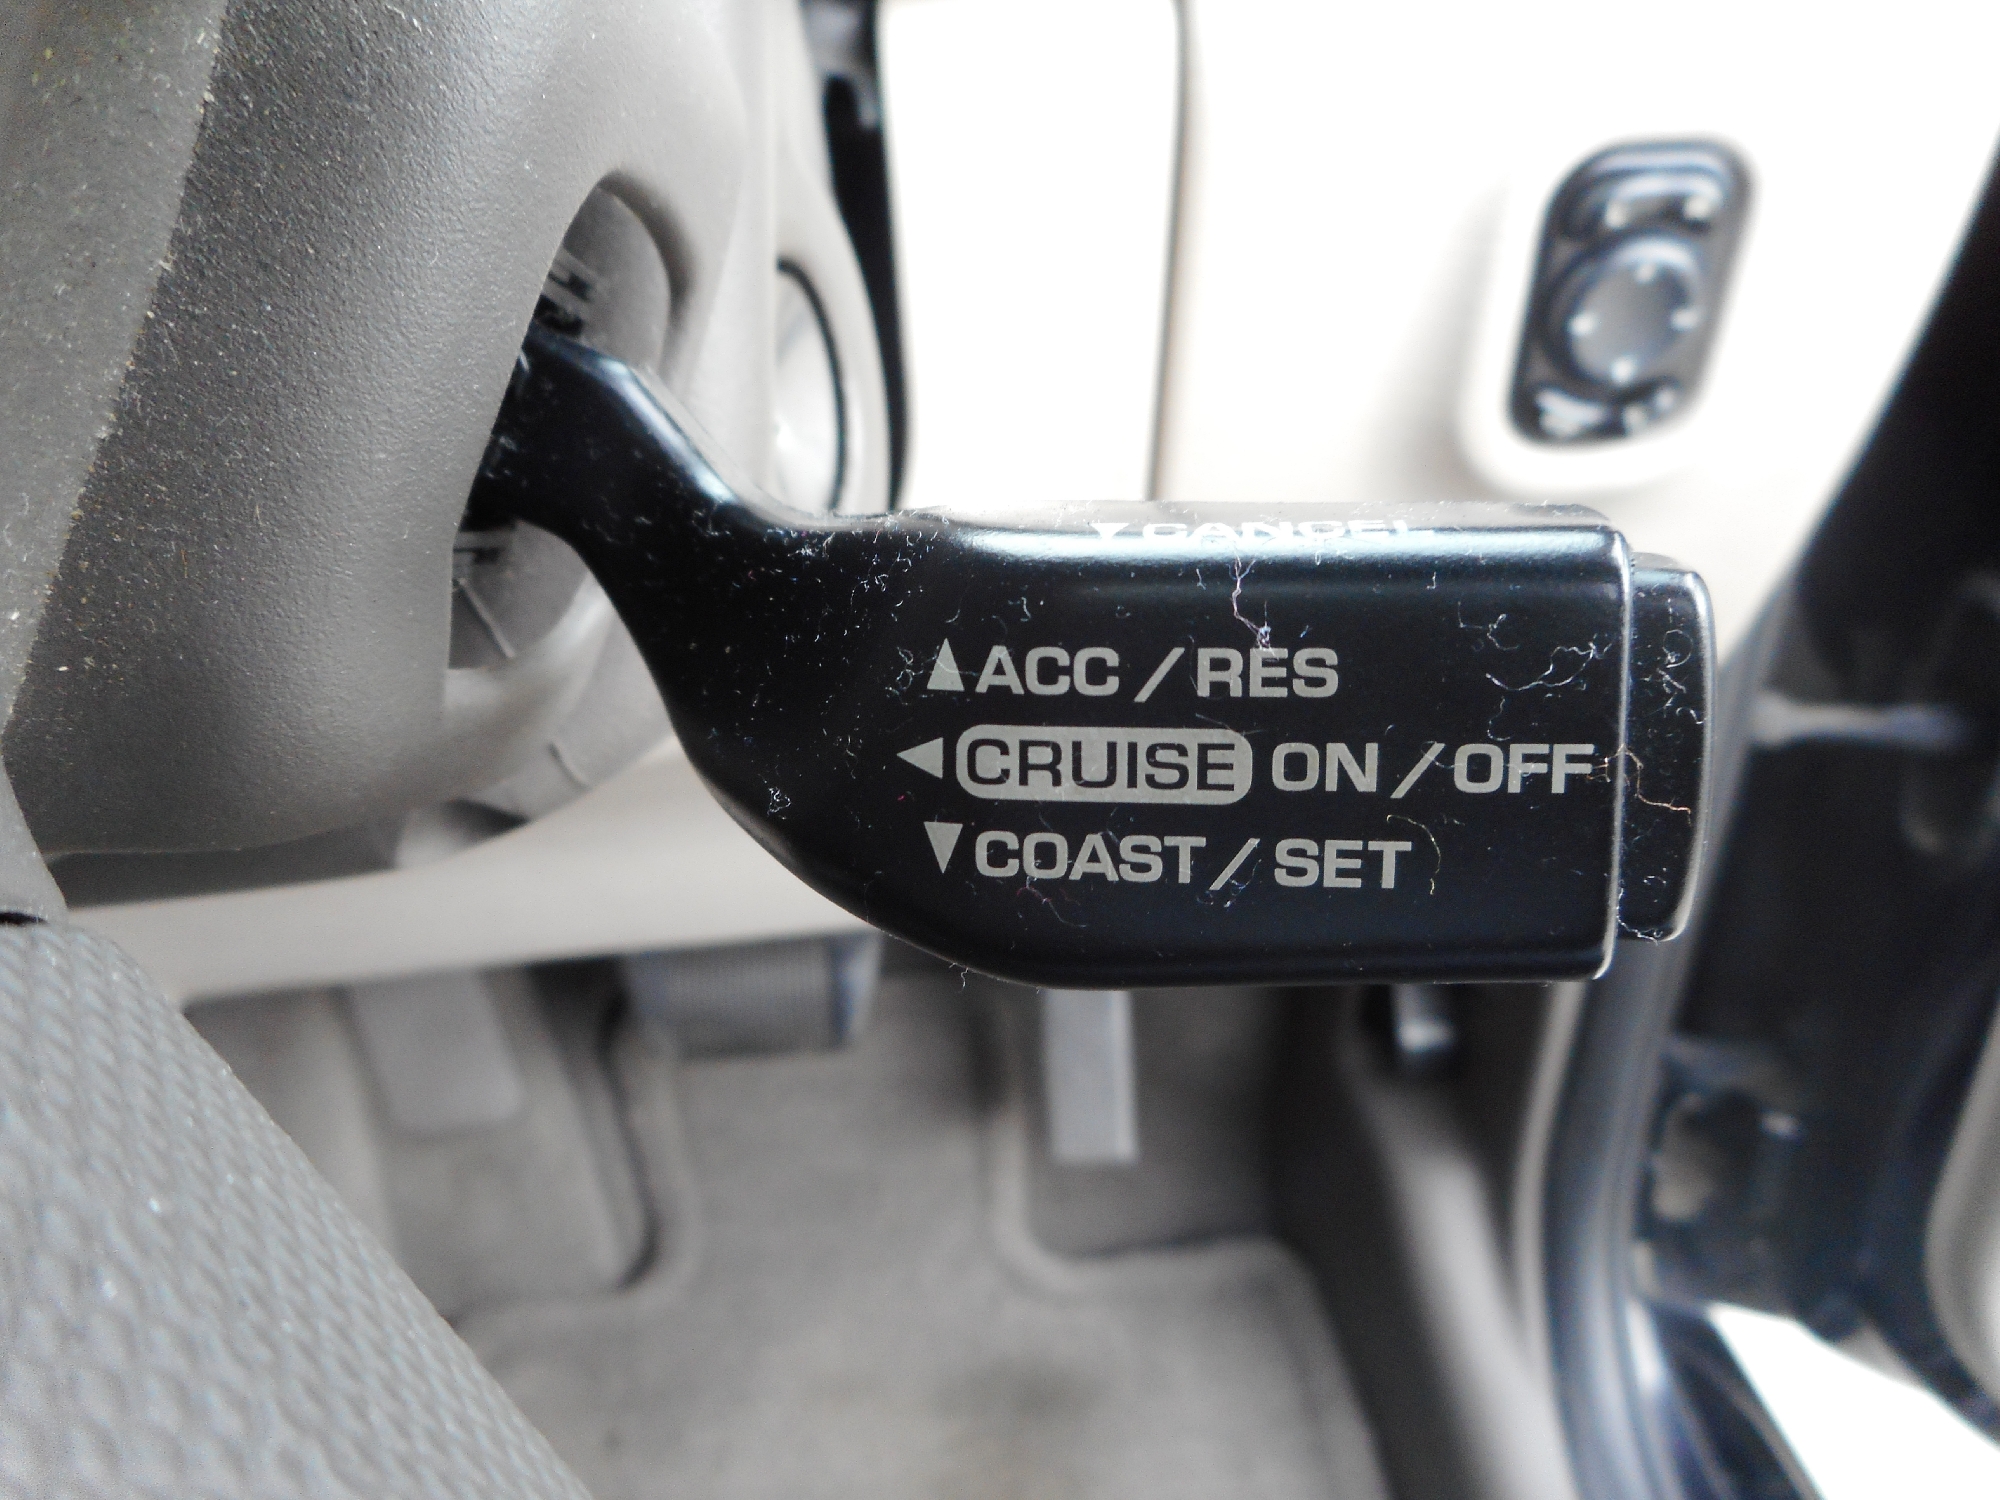 CANCEL
ACC / RES
CRUISE ON / OFF
COAST / SET